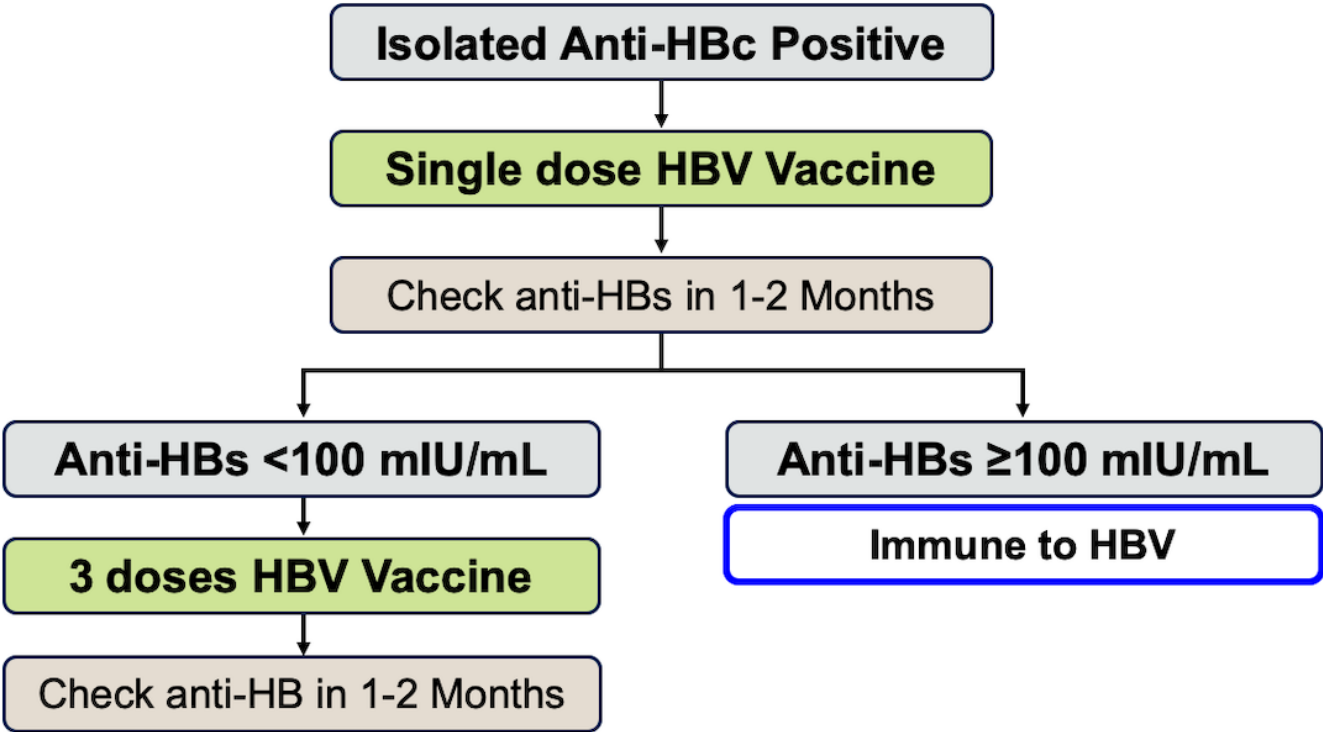 Isolated Anti-HBc Positive
Single dose HBV Vaccine
Check anti-HBs in 1-2 Months
Anti-HBs <100 mIU/mL
Anti-HBs ≥100 mIU/mL
Immune to HBV
3 doses HBV Vaccine
Check anti-HB in 1-2 Months